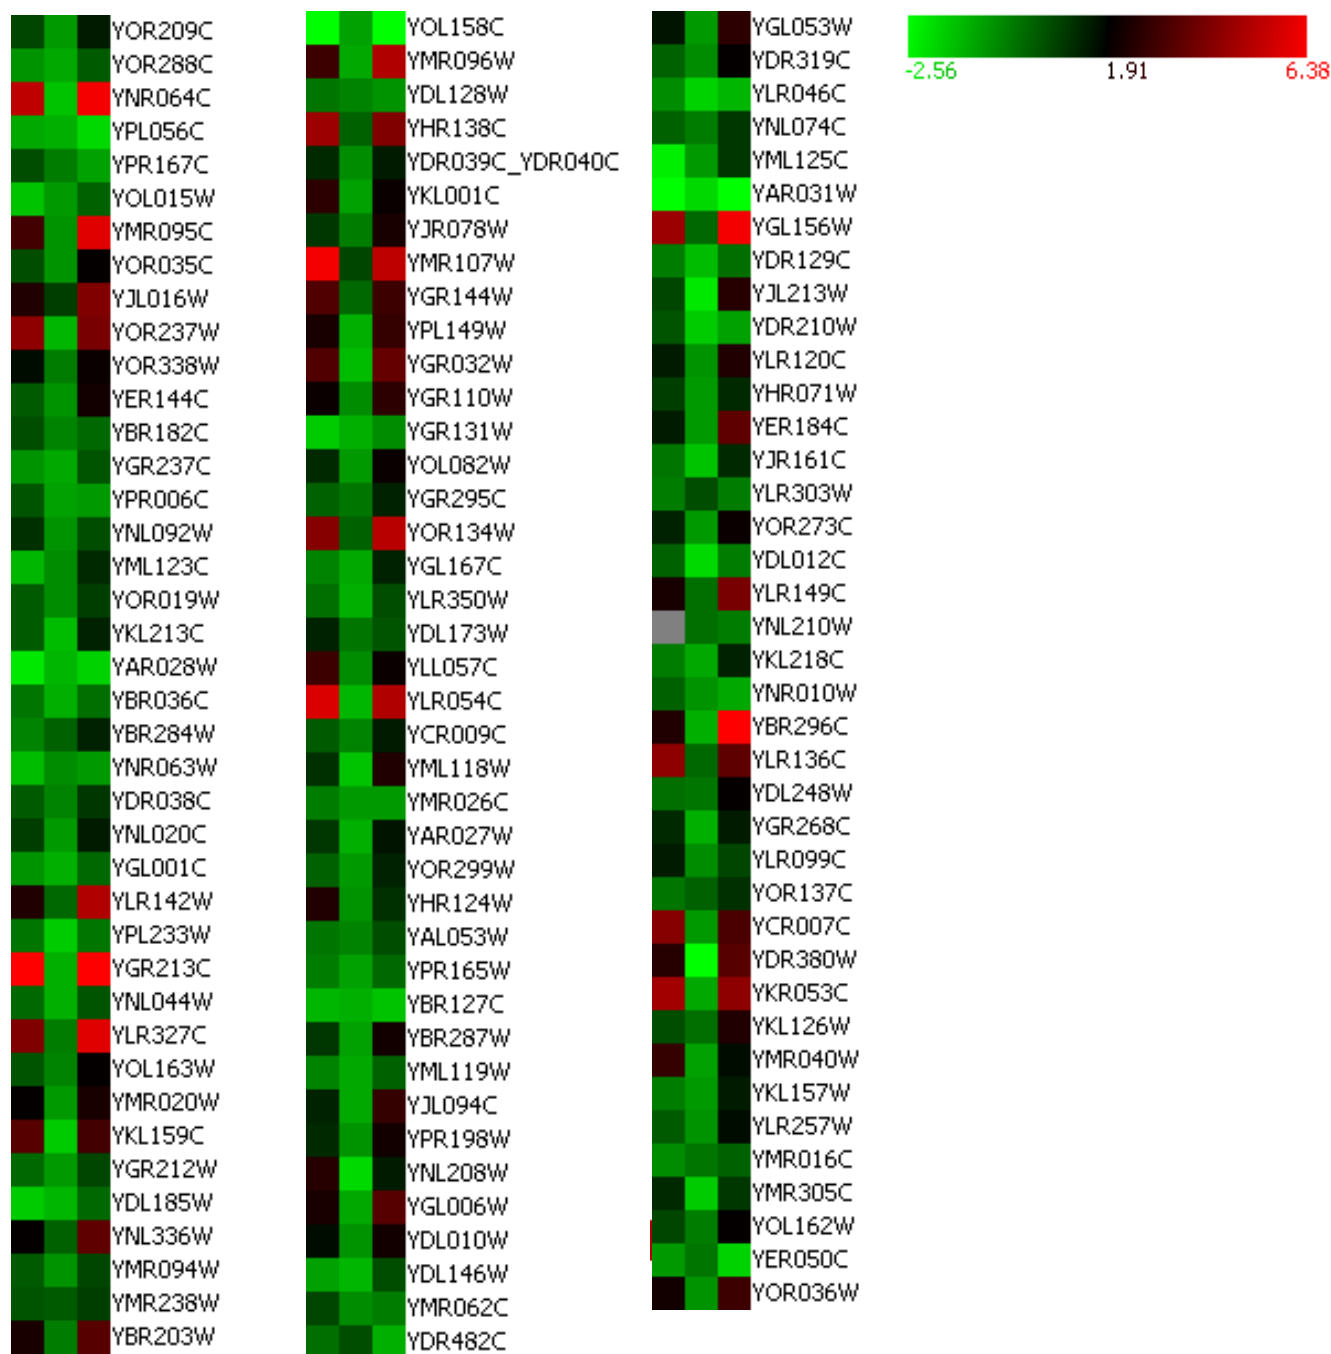 YOR209C
YOR288C
YNR064C
YPL056C
YPR167C
YOL015W
YMR095C
YOR035C
YJL016W
YOR237W
YOR338W
YER144C
YBR182C
YGR237C
YPR006C
YNL092W
YML123C
YOR019W
YKL213C
YAR028W
YBR036C
YBR284W
YNR063W
YDR038C
YNL020C
YGL001C
YLR142W
YPL233W
YGR213C
YNL044W
YLR327C
YOL163W
YMR020W
YKL159C
YGR212W
YDL185W
YNL336W
YMR094W
YMR238W
YBR203W
YOL158C
YMR096W
YDL128W
YHR138C
YDR039C_YDR040C
YKL001C
YJR078W
YMR107W
YGR144W
YPL149W
YGR032W
YGR110W
YGR131W
YOL082W
YGR295C
YOR134W
YGL167C
YLR350W
YDL173W
YLL057C
YLR054C
YCR009C
YML118W
YMR026C
YAR027W
YOR299W
YHR124W
YAL053W
YPR165W
YBR127C
YBR287W
YML119W
YJL094C
YPR198W
YNL208W
YGL006W
YDL010W
YDL146W
YMR062C
YDR482C
YGL053W
YDR319C
YLR046C
YNL074C
YML125C
YAR031W
YGL156W
YDR129C
YJL213W
YDR210W
YLR120C
YHR071W
YER184C
YJR161C
YLR303W
YOR273C
YDL012C
YLR149C
YNL210W
YKL218C
YNR010W
YBR296C
YLR136C
YDL248W
YGR268C
YLR099C
YOR137C
YCR007C
YDR380W
YKR053C
YKL126W
YMR040W
YKL157W
YLR257W
YMR016C
YMR305C
YOL162W
YER050C
YOR036W
-2.56 1.91 6.38